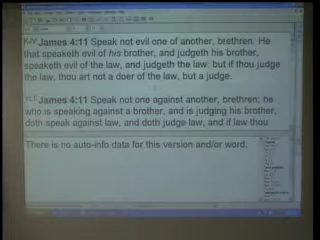 KJV James 4:11 Speak not evil one of another, brethren. He
that speaketh evil of his brother, and judgeth his brother,
speaketh evil of the law, and judgeth the law: but if thou judge
the law, thou art not a doer of the law, but a judge.
YLT James 4:11 Speak not one against another, brethren; he
who is speaking against a brother, and is judging his brother,
doth speak against law, and doth judge law, and if law thou
There is no auto-info data for this version and/or word.